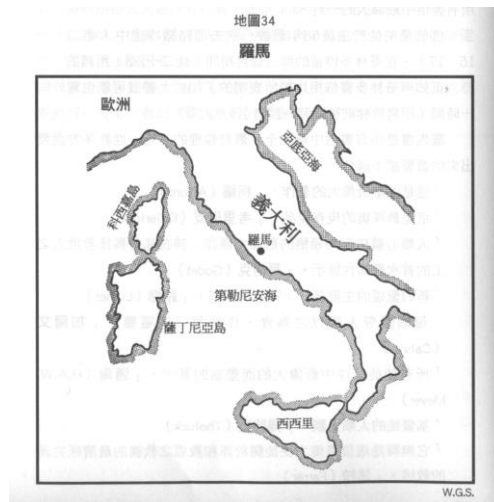 地圖34
羅馬
歐洲
亞底亞海
科西嘉島
義大利
羅馬
第勒尼安海
薩丁尼亞島
西西里
W.G.S.